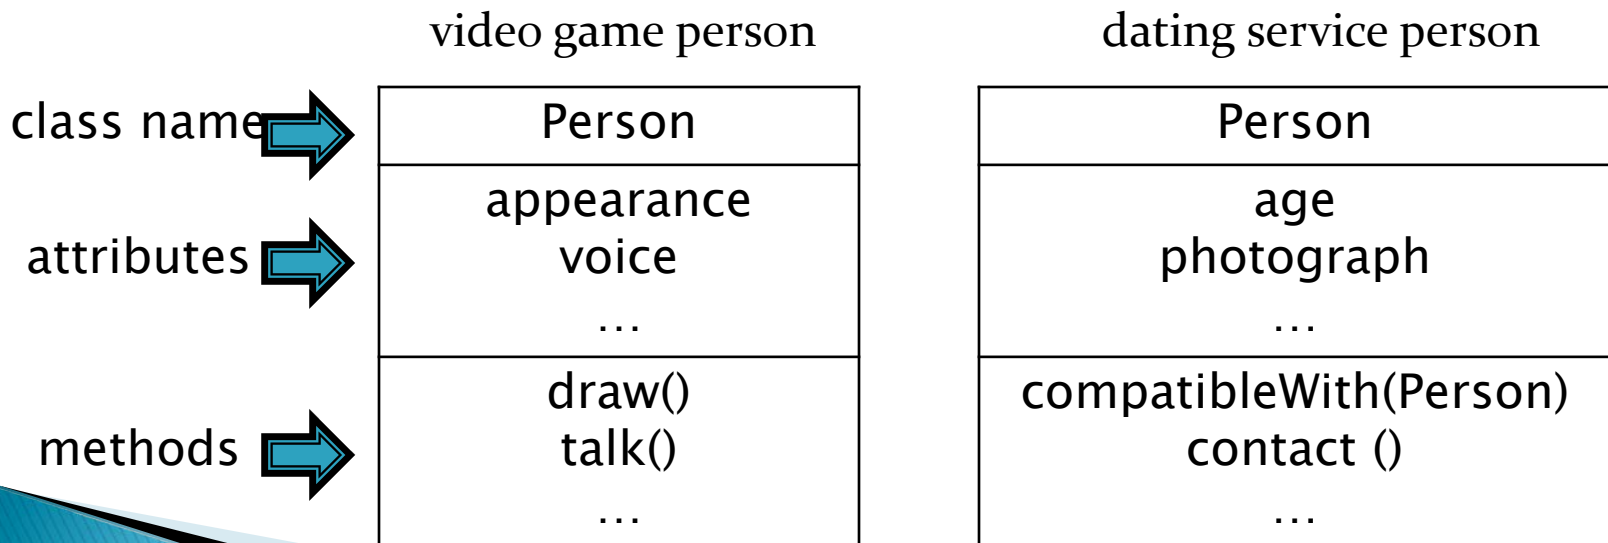 video game person
dating service person
class name
Person
Person
attributes
appearance
voice
…
age
photograph
…
methods
draw()
talk()
…
compatibleWith(Person)
contact ()
…